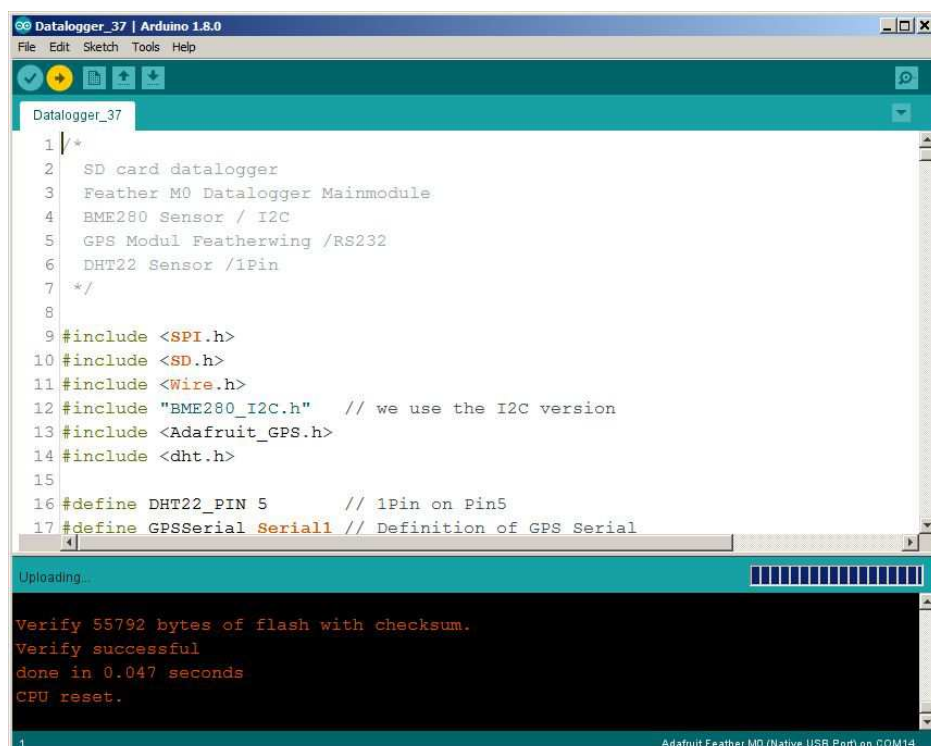 Datalogger_37 | Arduino 1.8.0
File Edit Sketch Tools Help
Datalogger_37
1 /*
2 SD card datalogger
3 Feather M0 Datalogger Mainmodule
4 BME280 Sensor / I2C
5 GPS Modul Featherwing /RS232
6 DHT22 Sensor /1Pin
7 */
8
9 #include <SPI.h>
10 #include <SD.h>
11 #include <Wire.h>
12 #include "BME280_I2C.h" // we use the I2C version
13 #include <Adafruit_GPS.h>
14 #include <dht.h>
15
16 #define DHT22_PIN 5 // 1Pin on Pin5
17 #define GPSSerial Serial1 // Definition of GPS Serial
Uploading...
Verify 55792 bytes of flash with checksum.
Verify successful
done in 0.047 seconds
CPU reset.
1 Adafruit Feather M0 (Native USB Port) on COM14